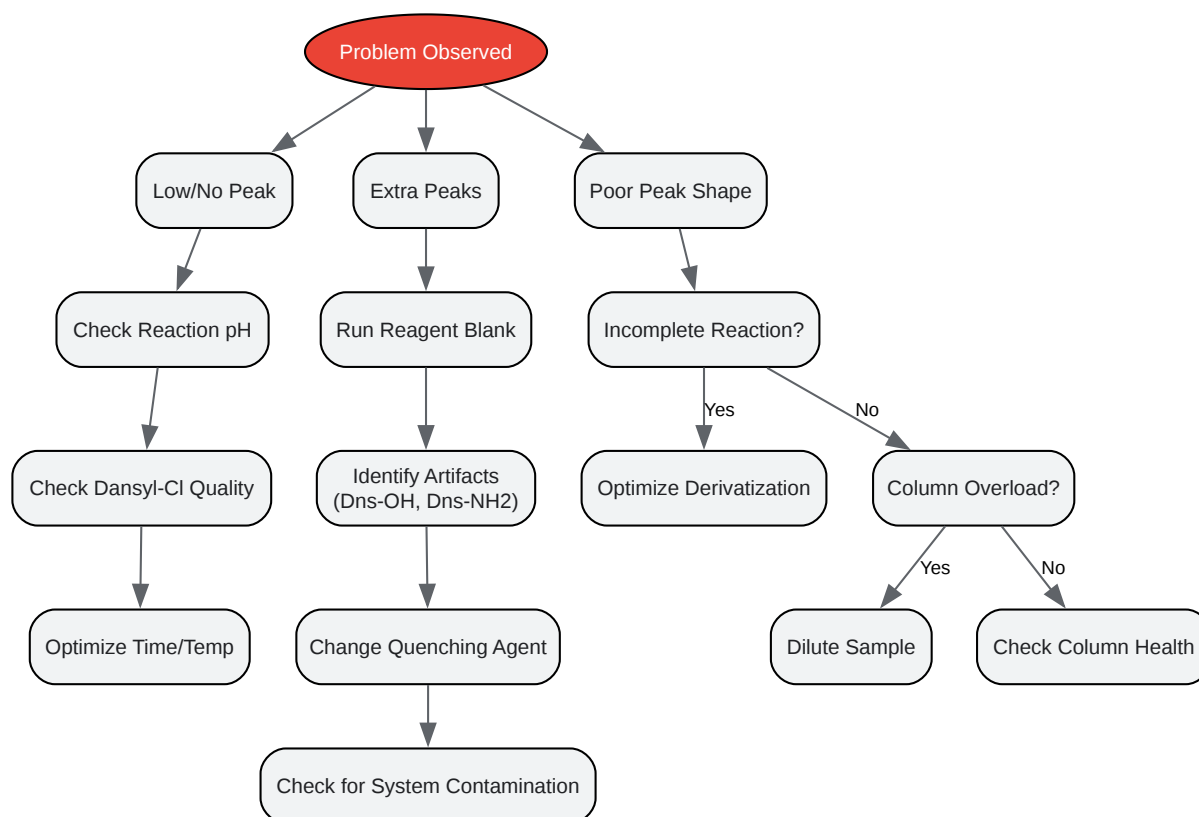 Problem Observed
Low/No Peak
Extra Peaks
Poor Peak Shape
Check Reaction pH
Run Reagent Blank
Incomplete Reaction?
Yes
No
Check Dansyl-Cl Quality
Identify Artifacts
(Dns-OH, Dns-NH2)
Optimize Derivatization
Column Overload?
Yes
No
Optimize Time/Temp
Change Quenching Agent
Dilute Sample
Check Column Health
Check for System Contamination